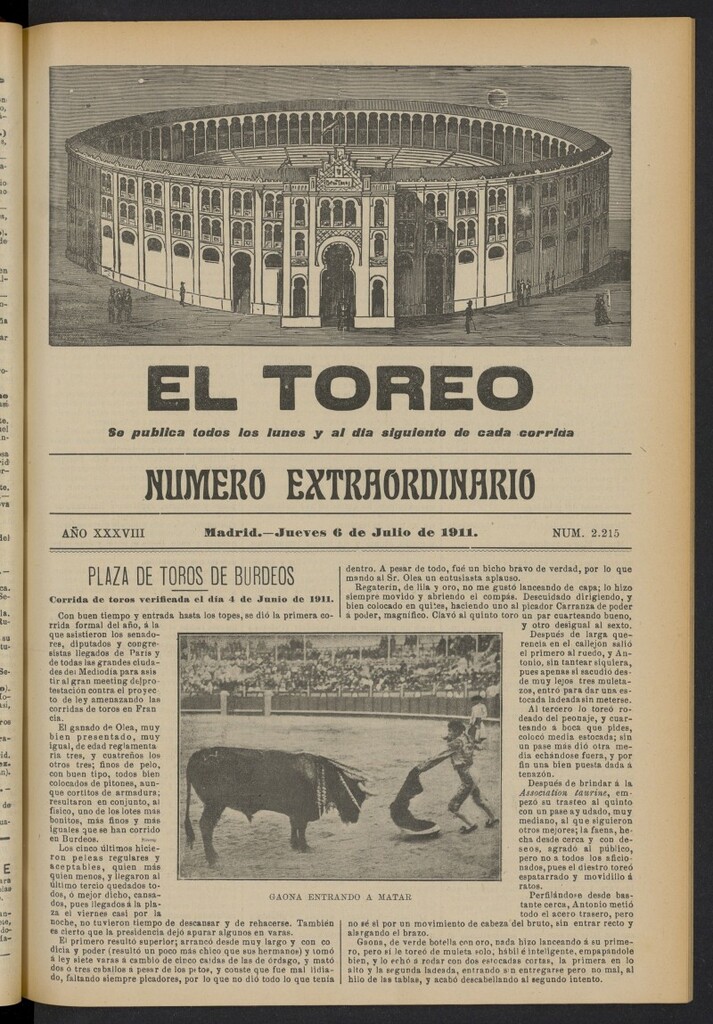 EL TOREO
Se publica todos los lunes y al día siguiente de cada corrida
NUMERO EXTRAORDINARIO
AÑO XXXVIII
Madrid.—Jueves 6 de Julio de 1911.
NUM. 2.215
PLAZA DE TOROS DE BURDEOS
Corrida de toros verificada el día 4 de Junio de 1911.
Con buen tiempo y entrada hasta los topes, se dió la primera co-
rrida formal del año, á la
que asistieron los senado-
res, diputados y congre-
sistas llegados de París y
de todas las grandes ciuda-
des del Mediodía para asis
tir al gran meeting de pro-
testación contra el proyec
to de ley amenazando las
corridas de toros en Fran
cia.
El ganado de Olea, muy
bien presentado, muy
igual, de edad reglamenta
ria tres, y cuatreños los
otros tres; finos de pelo,
con buen tipo, todos bien
colocados de pitones, aun-
que cortitos de armadura;
resultaron en conjunto, al
físico, uno de los lotes más
bonitos, más finos y más
iguales que se han corrido
en Burdeos.
Los cinco últimos hicie-
ron peleas regulares y
aceptables, quien más
quien menos, y llegaron al
último tercio quedados to-
dos, ó mejor dicho, cansa-
dos, pues llegados á la pla-
za el viernes casi por la
noche, no tuvieron tiempo de descansar y de rehacerse. También
es cierto que la presidencia dejó apurar algunos en varas.
El primero resultó superior; arrancó desde muy largo y con co-
dicia y poder (resultó un poco más chico que sus hermanos) y tomó
á ley siete varas á cambio de cinco caídas de las de órdago, y mató
dos ó tres caballos á pesar de los petos, y conste que fué mal lidia-
do, faltando siempre picadores, por lo que no dió todo lo que tenía
dentro. A pesar de todo, fué un bicho bravo de verdad, por lo que
mando al Sr. Olea un entusiasta aplauso.
Regaterín, de lila y oro, no me gustó lanceando de capa; lo hizo
siempre movido y abriendo el compás. Descuidado dirigiendo, y
bien colocado en quites, haciendo uno al picador Carranza de poder
á poder, magnífico. Clavó al quinto toro un par cuarteando bueno,
y otro desigual al sexto.
Después de larga que-
rencia en el callejón salió
el primero al ruedo, y An-
tonio, sin tantear siquiera,
pues apenas si sacudió des-
de muy lejos tres muleta-
zos, entró para dar una es-
tocada ladeada sin meterse.
Al tercero lo toreó ro-
deado del peonaje, y cuar-
teando á boca que pides,
colocó media estocada; sin
un pase más dió otra me-
dia echándose fuera, y por
fin una bien puesta dada á
tenazón.
Después de brindar á la
Association taurine, em-
pezó su trasteo al quinto
con un pase ayudado, muy
mediano, al que siguieron
otros mejores; la faena, he-
cha desde cerca y con de-
seos, agradó al público,
pero no á todos los aficio-
nados, pues el diestro toreó
espatarrado y movidillo á
ratos.
Perfilándose desde bas-
tante cerca, Antonio metió
todo el acero trasero, pero
no sé si por un movimiento de cabeza del bruto, sin entrar recto y
alargando el brazo.
Gaona, de verde botella con oro, nada hizo lanceando á su prime-
ro, pero sí le toreó de muleta solo, hábil é inteligente, empapándole
bien, y lo echó á rodar con dos estocadas cortas, la primera en lo
alto y la segunda ladeada, entrando sin entregarse pero no mal, al
hilo de las tablas, y acabó descabellando al segundo intento.
GAONA ENTRANDO A MATAR